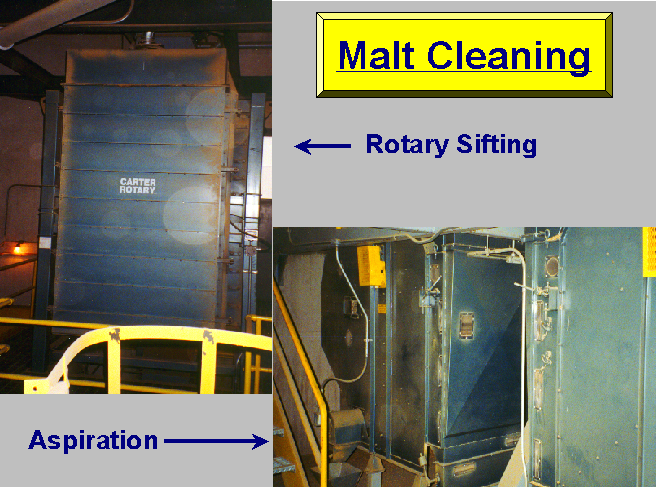 Malt Cleaning
Rotary Sifting
CARTER
ROTARY
Aspiration